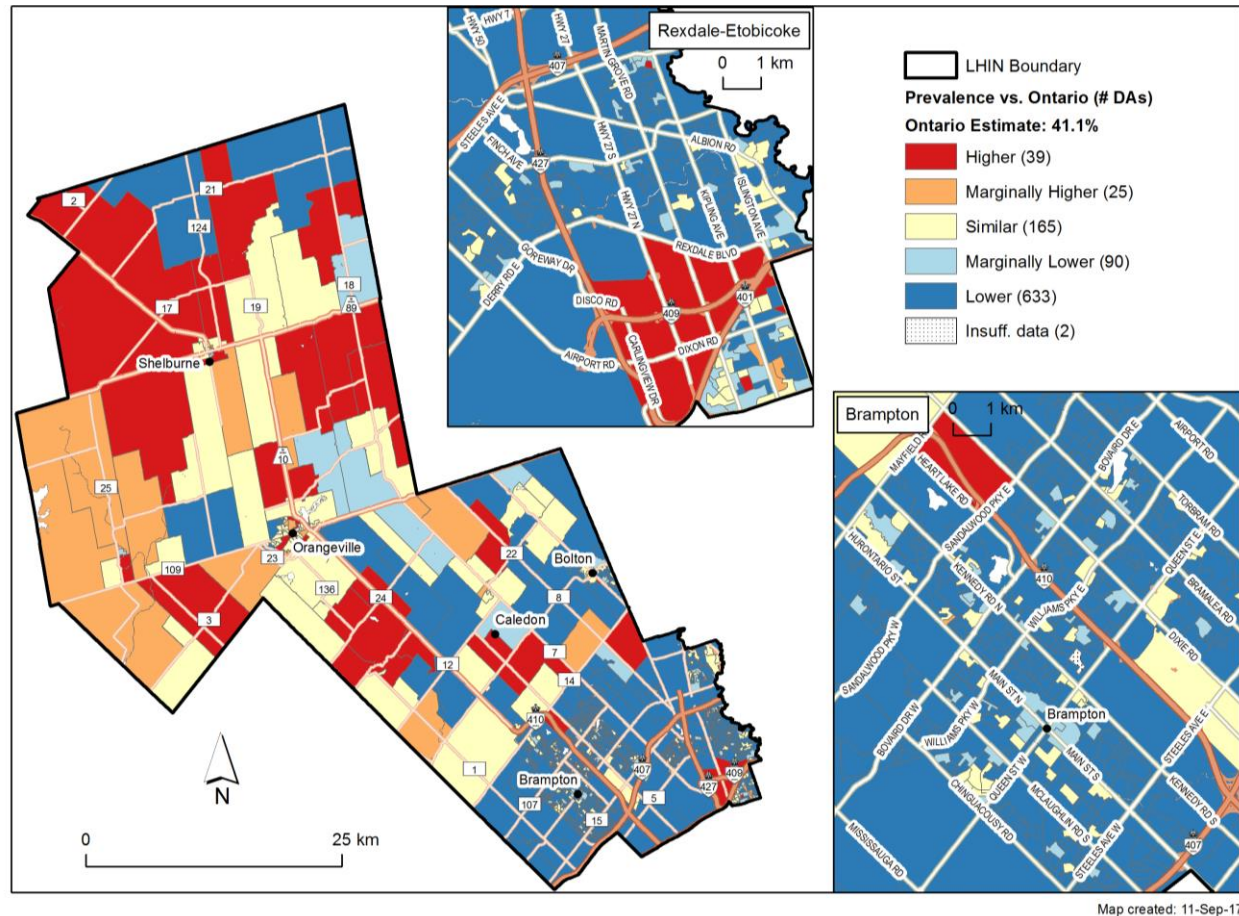 Rexdale-Etobicoke
0 1 km
HWY 50
HWY 7
HWY 27
MARTIN GROVE RD
407
STEELES AVE E
FINCH AVE
427
HWY 27 S
ALBION RD
KIPLING AVE
ISLINGTON AVE
HWY 27 N
REXDALE BLVD
GOREWAY DR
DERRY RD E
DISCO RD
401
409
DIXON RD
AIRPORT RD
CARLINGVIEW DR
LHIN Boundary
Prevalence vs. Ontario (# DAs)
Ontario Estimate: 41.1%
Higher (39)
Marginally Higher (25)
Similar (165)
Marginally Lower (90)
Lower (633)
Insuff. data (2)
2
21
124
18
89
17
19
Shelburne
10
25
Orangeville
109
23
3
136
24
22
Bolton
8
Caledon
12
7
14
410
1
Brampton
107
15
407
5
427
409
N
0 25 km
Brampton
0 1 km
HEART LAKE RD
SANDALWOOD PKY E
BOVAIRD DR E
AIRPORT RD
TORBRAM RD
HURONTARIO ST
KENNEDY RD N
410
QUEEN ST E
BRAMALEA RD
WILLIAMS PKY E
DIXIE RD
SANDALWOOD PKY W
MAIN ST N
BOVAIRD DR W
WILLIAMS PKY W
Brampton
STEELES AVE E
QUEEN ST W
MAIN ST S
CHINGUACOUSY RD
MCLAUGHLIN RD S
KENNEDY RD S
MISSISSAUGA RD
STEELES AVE W
407
Map created: 11-Sep-17